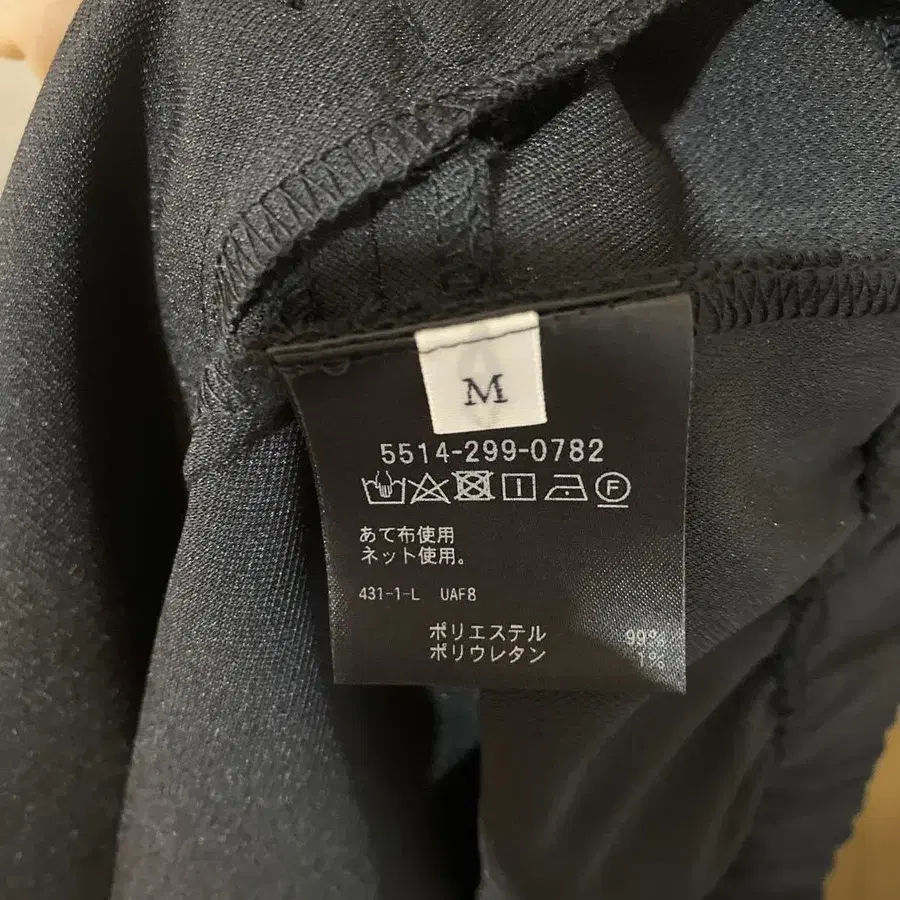 M
5514-299-0782
F
あて布使用
ネット使用。
431-1-L UAF8
ポリエステル 99%
ポリウレタン 1%